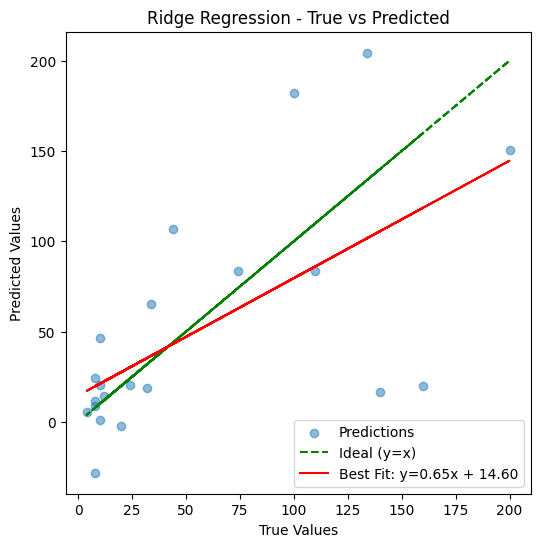 Ridge Regression - True vs Predicted
Predicted Values
200
150
100
50
0
0
25
50
75
100
125
150
175
200
True Values
Predictions
Ideal (y=x)
Best Fit: y=0.65x + 14.60